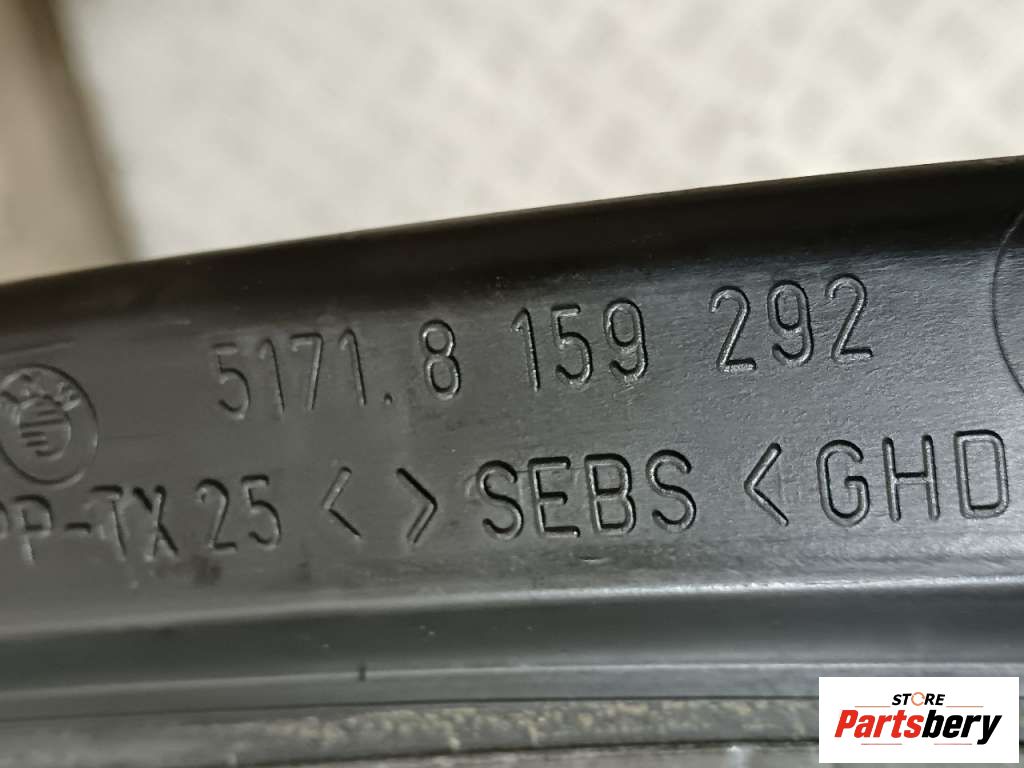 5171.8 159 292
PP-TX25 < > SEBS < GHD
STORE
Partsbery